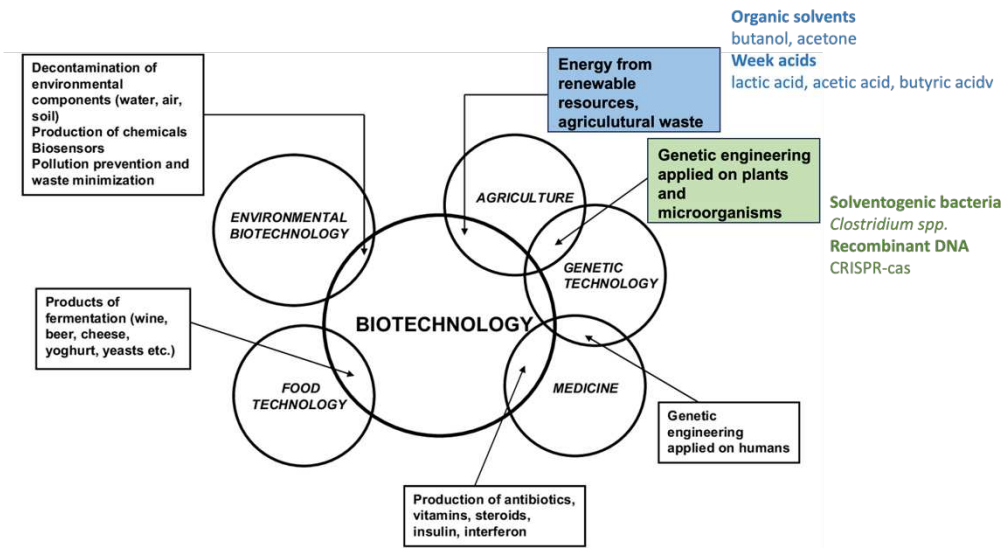 Organic solvents
butanol, acetone
Week acids
lactic acid, acetic acid, butyric acidv
Decontamination of
environmental
components (water, air,
soil)
Production of chemicals
Biosensors
Pollution prevention and
waste minimization
Energy from
renewable
resources,
agriculutural waste
Genetic engineering
applied on plants
and
microorganisms
Solventogenic bacteria
Clostridium spp.
Recombinant DNA
CRISPR-cas
AGRICULTURE
ENVIRONMENTAL
BIOTECHNOLOGY
GENETIC
TECHNOLOGY
BIOTECHNOLOGY
Products of
fermentation (wine,
beer, cheese,
yoghurt, yeasts etc.)
FOOD
TECHNOLOGY
MEDICINE
Genetic
engineering
applied on humans
Production of antibiotics,
vitamins, steroids,
insulin, interferon